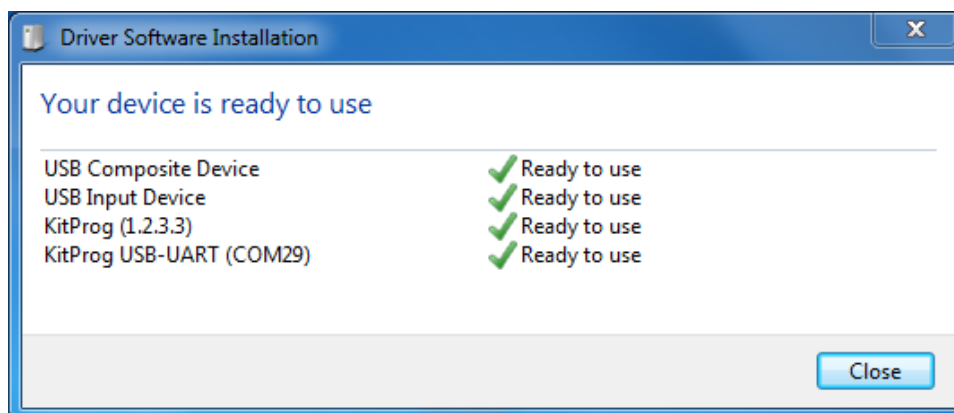 Driver Software Installation
X
Your device is ready to use
USB Composite Device Ready to use
USB Input Device Ready to use
KitProg (1.2.3.3) Ready to use
KitProg USB-UART (COM29) Ready to use
Close